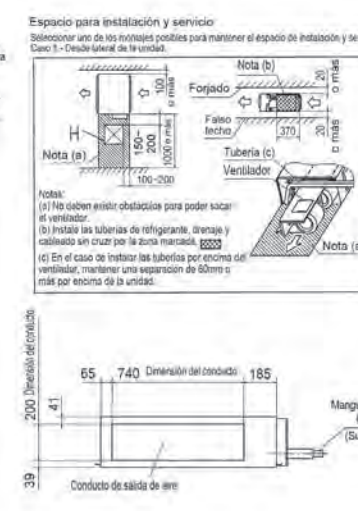 Espacio para instalación y servicio
Seleccionar uno de los montajes posibles para mantener el espacio de instalación y se
Caso 1.- Desde lateral de la unidad.
a
100
o más
Nota (a)
150~
200
1000 o más
100~200
Nota (b)
20
o más
Forjado
Falso
techo
370
20
o más
Tubería (c)
Ventilador
Nota (
Notas:
(a) No deben existir obstáculos para poder sacar
el ventilador.
(b) Instale las tuberías de refrigerante, drenaje y
cableado sin cruzar por la zona marcada.
(c) En el caso de instalar las tuberías por encima del
ventilador, mantener una separación de 60mm o
más por encima de la unidad.
65 740 Dimensión del conducto 185
200 Dimensión del conducto
41
39
Mang
(Su
Conducto de salida de aire